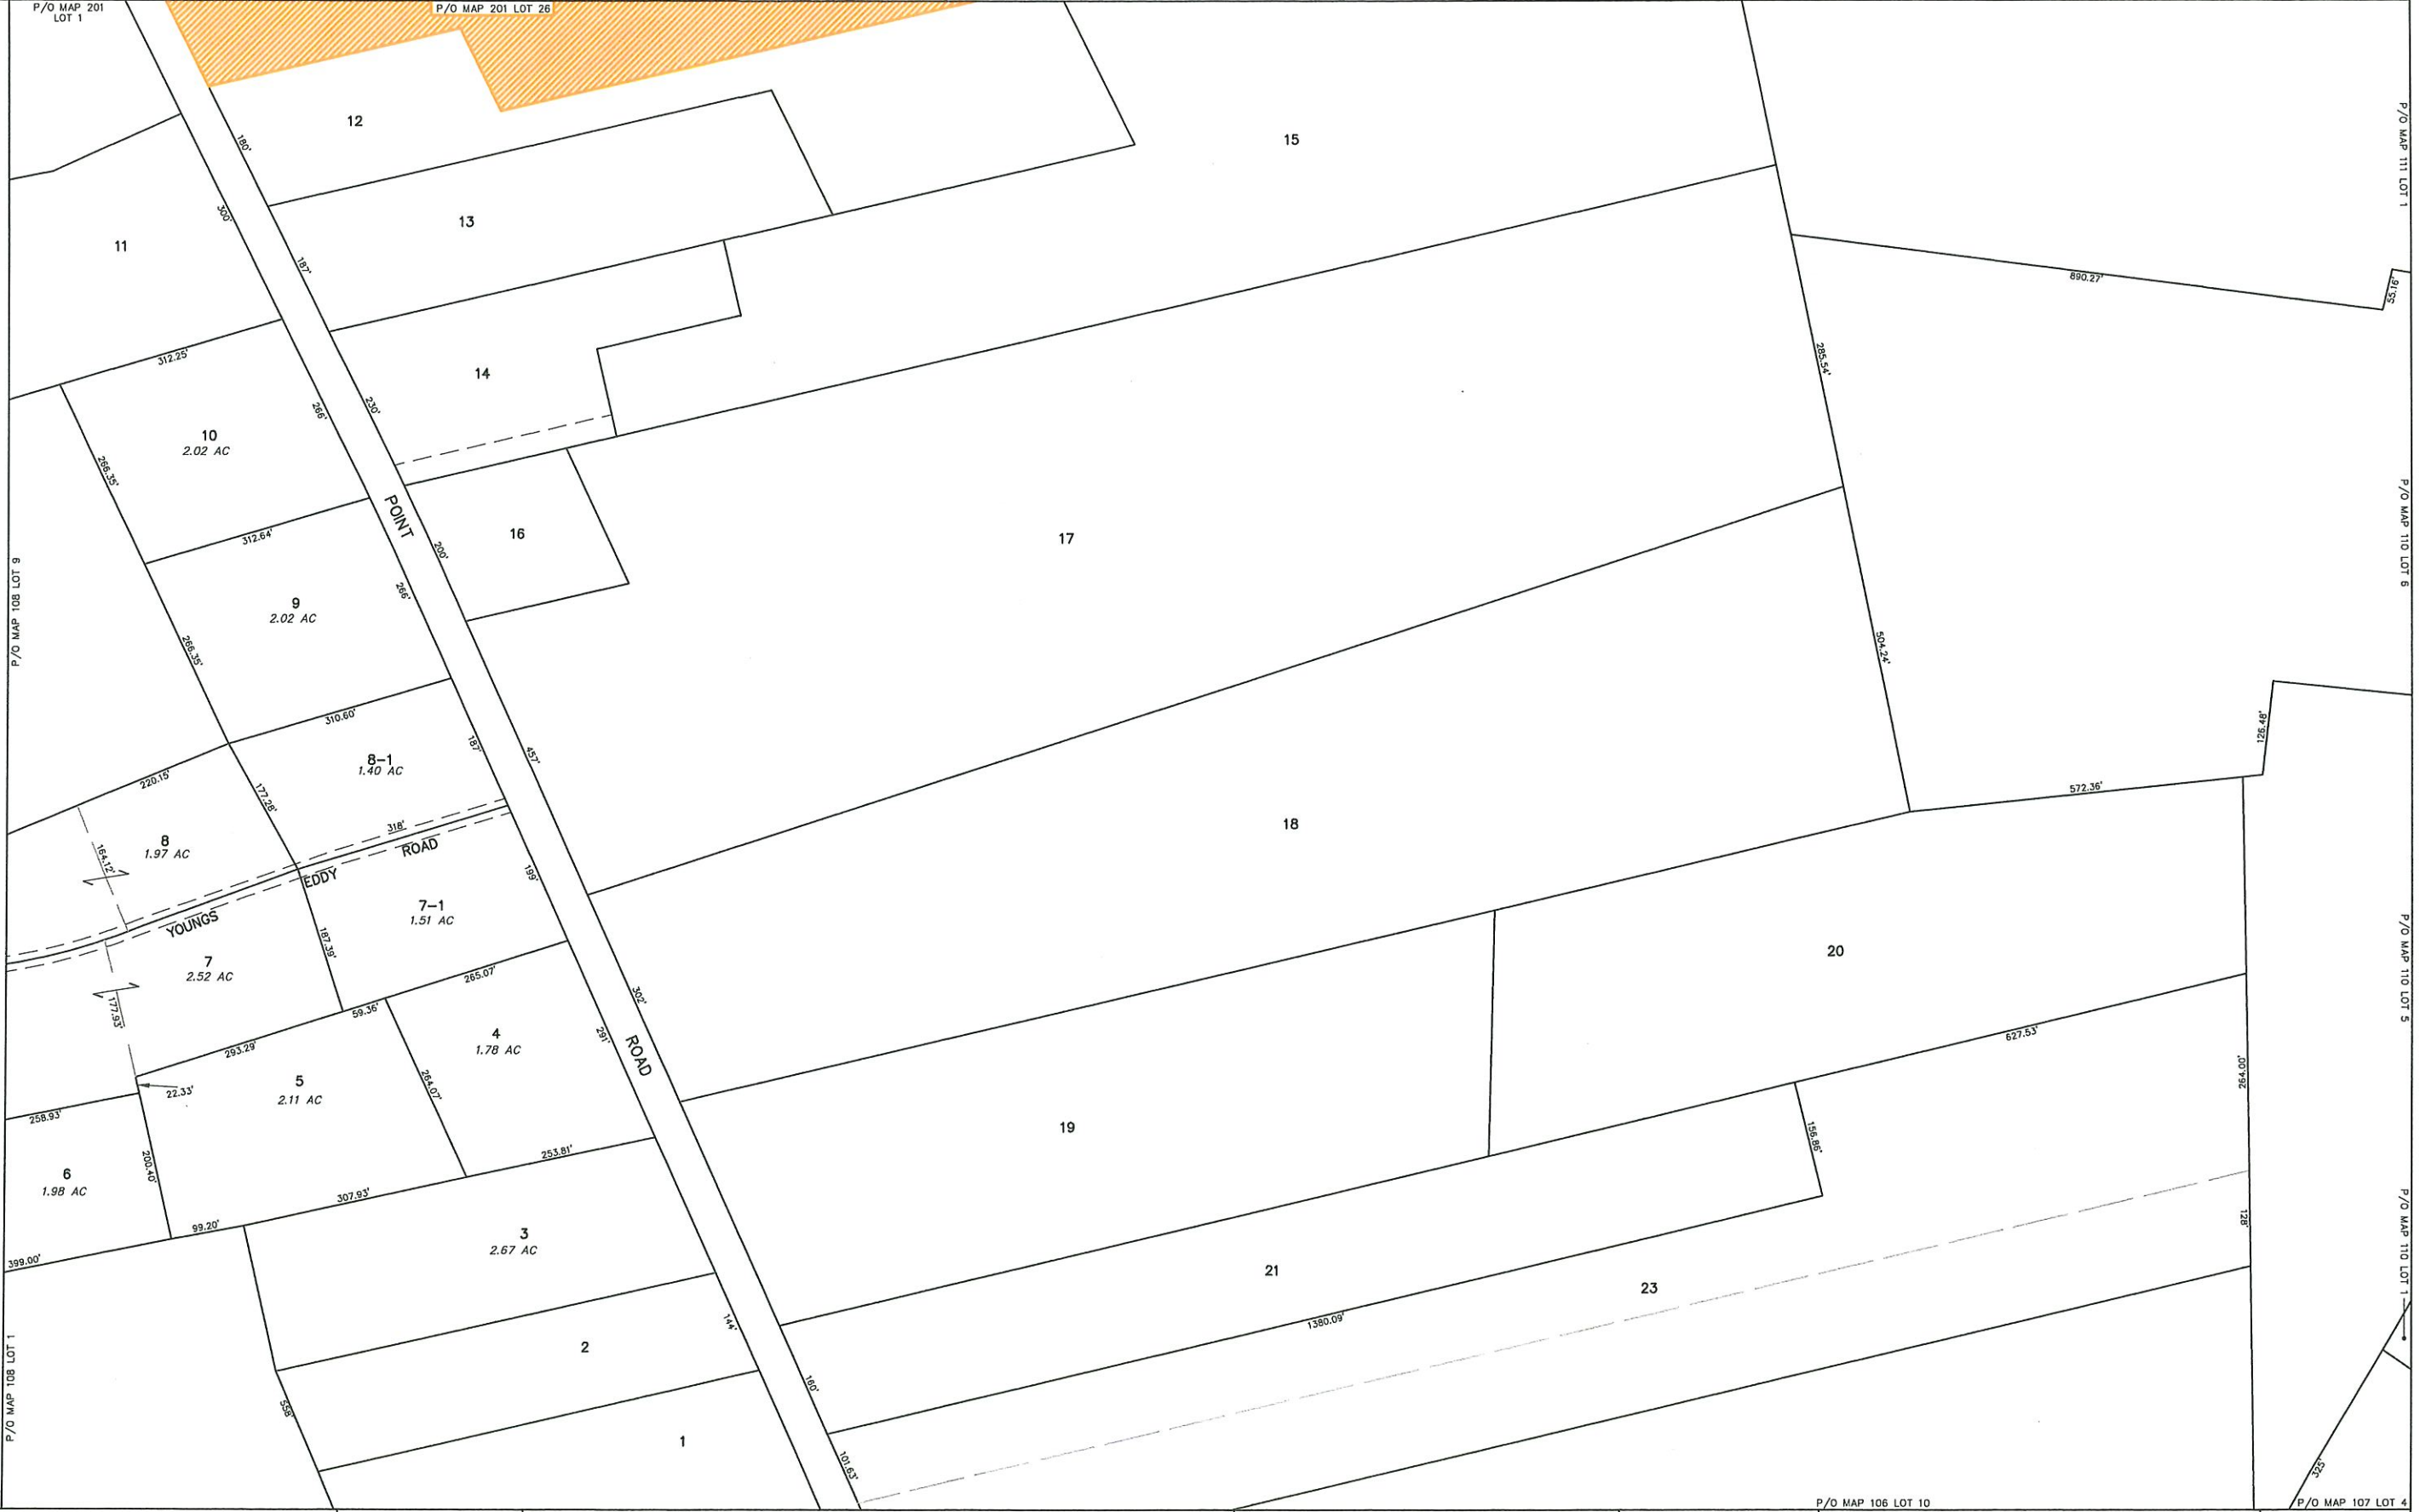 P/O MAP 201
LOT 1
P/O MAP 201 LOT 26
12
15
P/O MAP 111 LOT 1
180'
300'
13
11
187'
890.27'
55.16'
312.25'
285.54'
14
230'
266'
10
2.02 AC
266.35'
POINT
312.64'
16
200'
17
P/O MAP 110 LOT 6
P/O MAP 108 LOT 9
9
2.02 AC
266'
266.35'
504.24'
310.60'
187'
457'
126.48'
8-1
1.40 AC
220.15'
177.28'
572.36'
318'
18
8
1.97 AC
164.12'
ROAD
EDDY
199'
7-1
1.51 AC
YOUNGS
187.39'
20
P/O MAP 110 LOT 5
7
2.52 AC
265.07'
302'
177.93'
59.36'
4
1.78 AC
291'
ROAD
627.53'
293.29'
5
2.11 AC
22.33'
264.07'
264.00'
258.93'
19
156.86'
253.81'
200.40'
6
1.98 AC
307.93'
99.20'
128'
3
2.67 AC
399.00'
21
23
P/O MAP 110 LOT 1
1380.09'
144'
2
P/O MAP 108 LOT 1
160'
558'
1
101.63'
325'
P/O MAP 106 LOT 10
P/O MAP 107 LOT 4